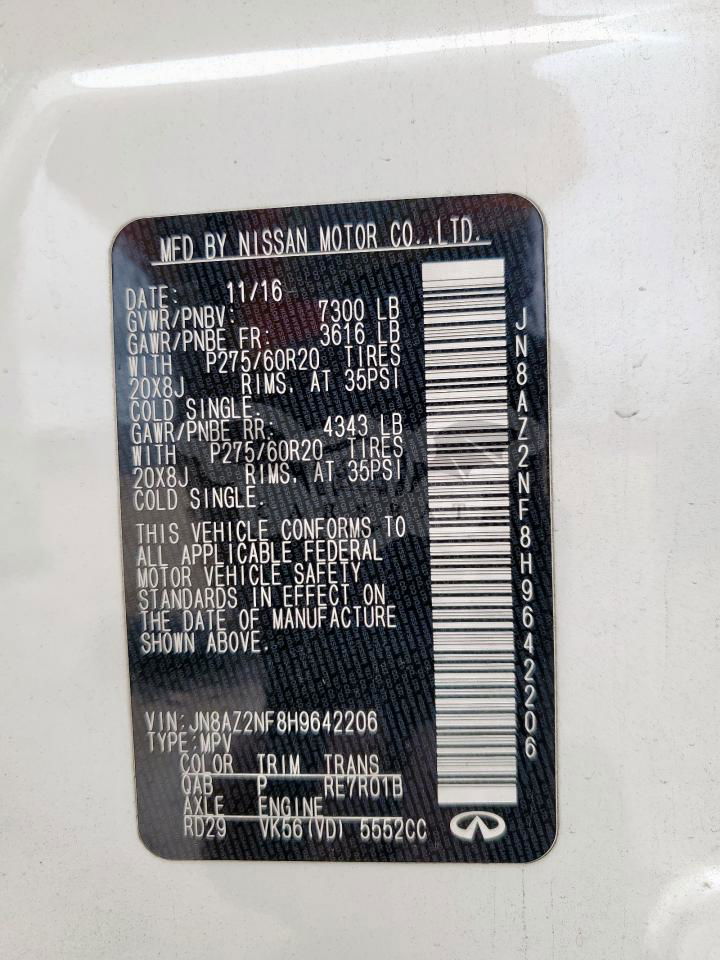 MFD BY NISSAN MOTOR CO.,LTD.
DATE: 11/16
GVWR/PNBV: 7300 LB
GAWR/PNBE FR: 3616 LB
WITH P275/60R20 TIRES
20X8J RIMS, AT 35PSI
COLD SINGLE.
GAWR/PNBE RR: 4343 LB
WITH P275/60R20 TIRES
20X8J RIMS, AT 35PSI
COLD SINGLE.
THIS VEHICLE CONFORMS TO
ALL APPLICABLE FEDERAL
MOTOR VEHICLE SAFETY
STANDARDS IN EFFECT ON
THE DATE OF MANUFACTURE
SHOWN ABOVE.
VIN:JN8AZ2NF8H9642206
TYPE:MPV
COLOR TRIM TRANS
QAB P RE7R01B
AXLE ENGINE
RD29 VK56(VD) 5552CC
JN8AZ2NF8H9642206